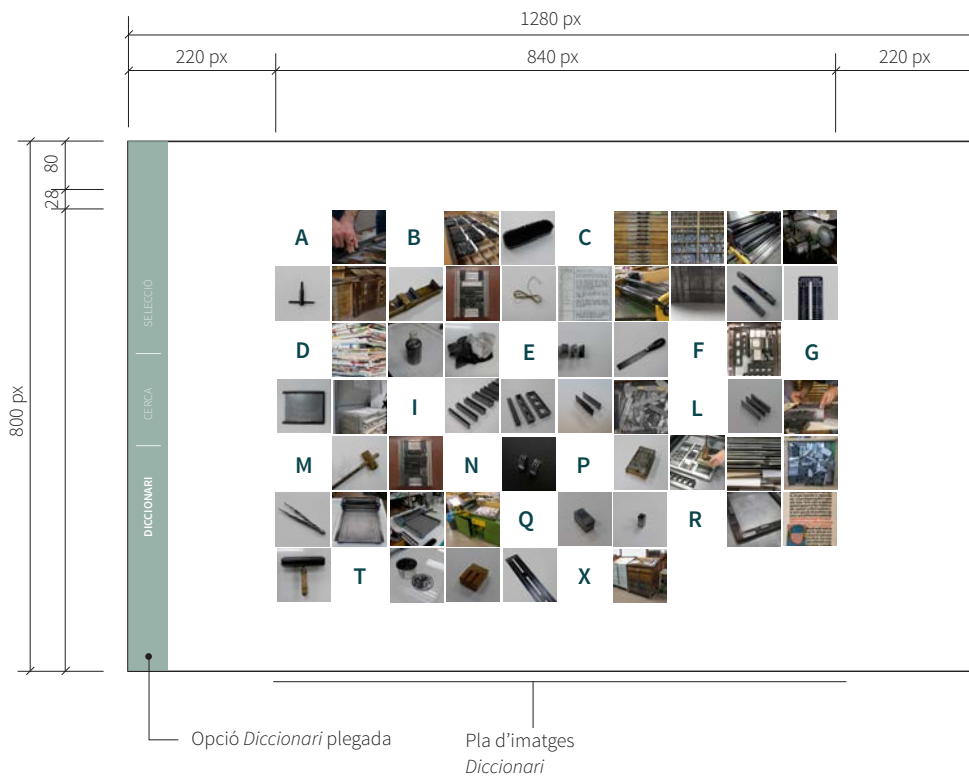 1280 px
220 px
840 px
220 px
80
28
800 px
SELECCIÓ
CERCA
DICCIONARI
A
B
C
D
E
F
G
I
L
M
N
P
Q
R
T
X
Opció Diccionari plegada
Pla d’imatges
Diccionari